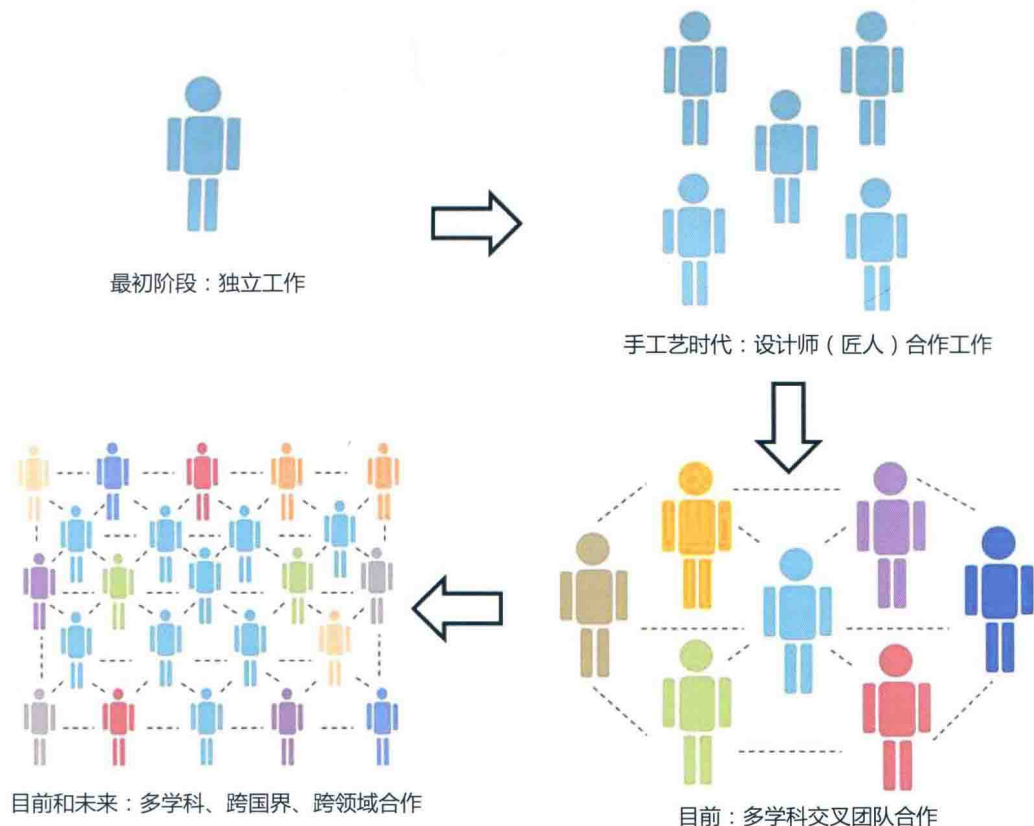 最初阶段：独立工作
手工艺时代：设计师（匠人）合作工作
目前和未来：多学科、跨国界、跨领域合作
目前：多学科交叉团队合作